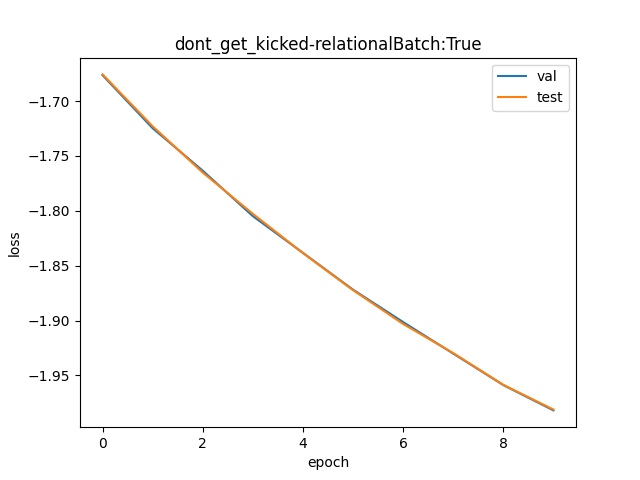 dont_get_kicked-relationalBatch:True
val
test
loss
−1.70
−1.75
−1.80
−1.85
−1.90
−1.95
0
2
4
6
8
epoch